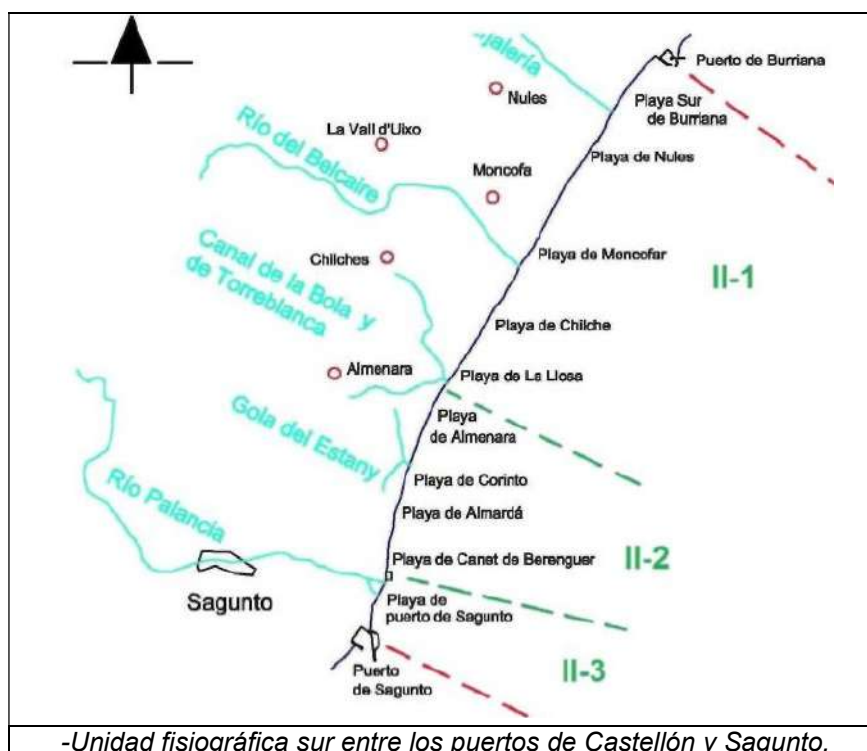 jalería
Puerto de Burriana
Nules
Playa Sur
de Burriana
La Vall d'Uixo
Río del Belcaire
Playa de Nules
Moncofa
Canal de la Bola y
de Torreblanca
Chilches
Playa de Moncofar
II-1
Playa de Chilche
Almenara
Playa de La Llosa
Gola del Estany
Playa
de Almenara
Río Palancia
Playa de Corinto
Playa de Almardá
Playa de Canet de Berenguer
II-2
Sagunto
Playa de
puerto de Sagunto
II-3
Puerto
de Sagunto
-Unidad fisiográfica sur entre los puertos de Castellón y Sagunto.